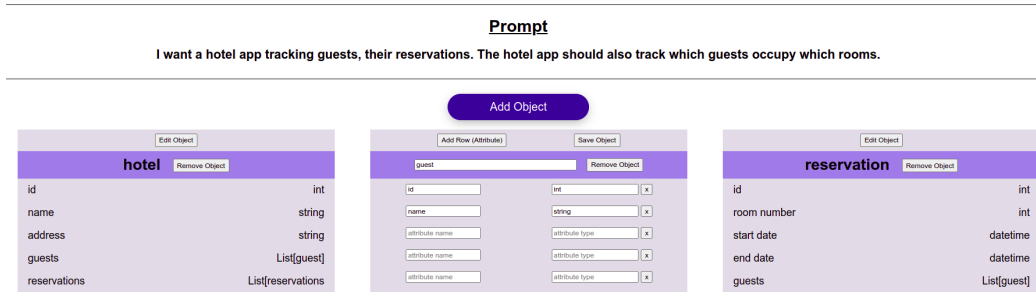 Prompt
I want a hotel app tracking guests, their reservations. The hotel app should also track which guests occupy which rooms.
Add Object
Edit Object
hotel Remove Object
id int
name string
address string
guests List[guest]
reservations List[reservations
Add Row (Attribute) Save Object
guest Remove Object
id int x
name string x
attribute name attribute type x
attribute name attribute type x
attribute name attribute type x
Edit Object
reservation Remove Object
id int
room number int
start date datetime
end date datetime
guests List[guest]